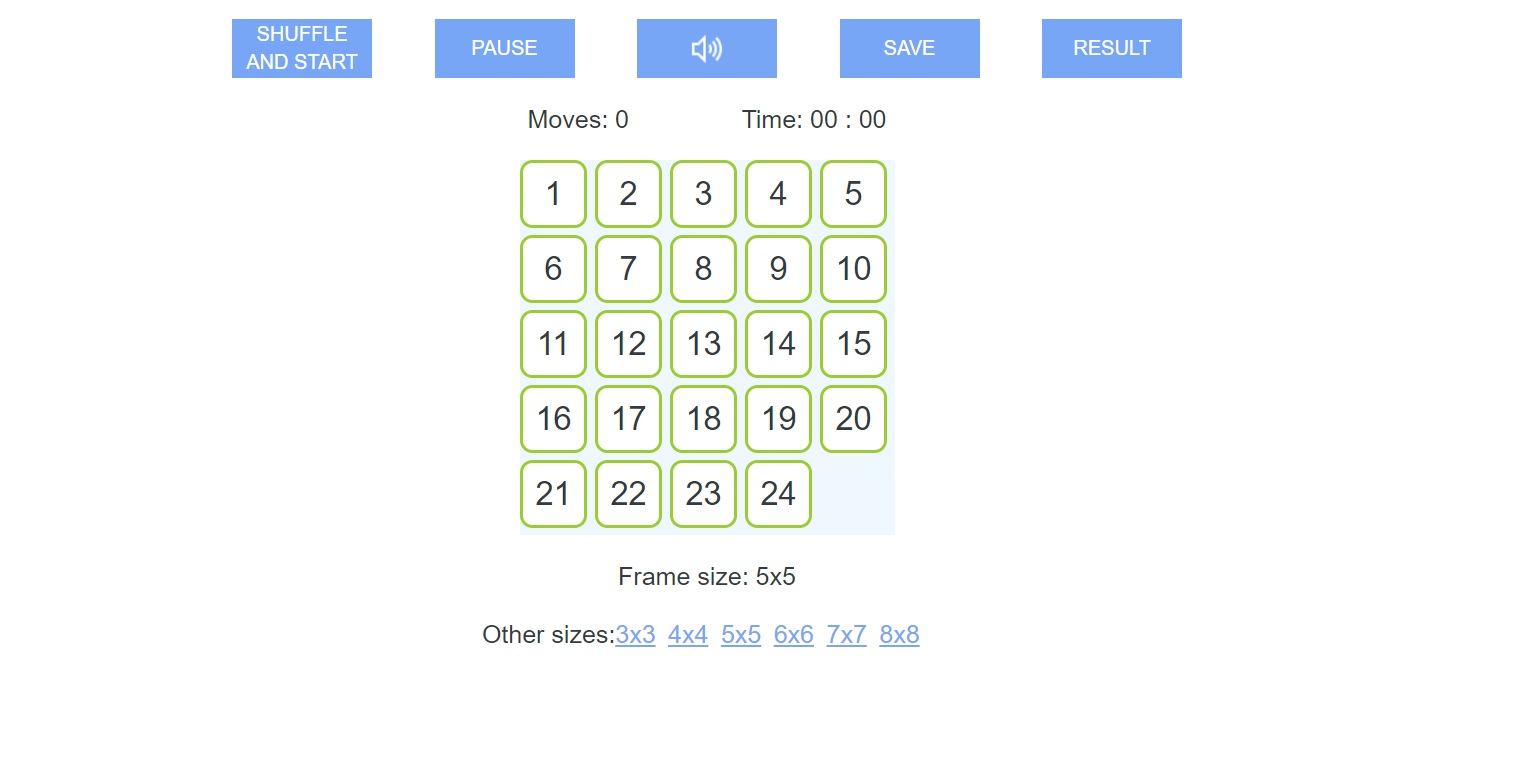 SHUFFLE
AND START
PAUSE
SAVE
RESULT
Moves: 0
Time: 00 : 00
1 2 3 4 5
6 7 8 9 10
11 12 13 14 15
16 17 18 19 20
21 22 23 24
Frame size: 5x5
Other sizes:3x3 4x4 5x5 6x6 7x7 8x8